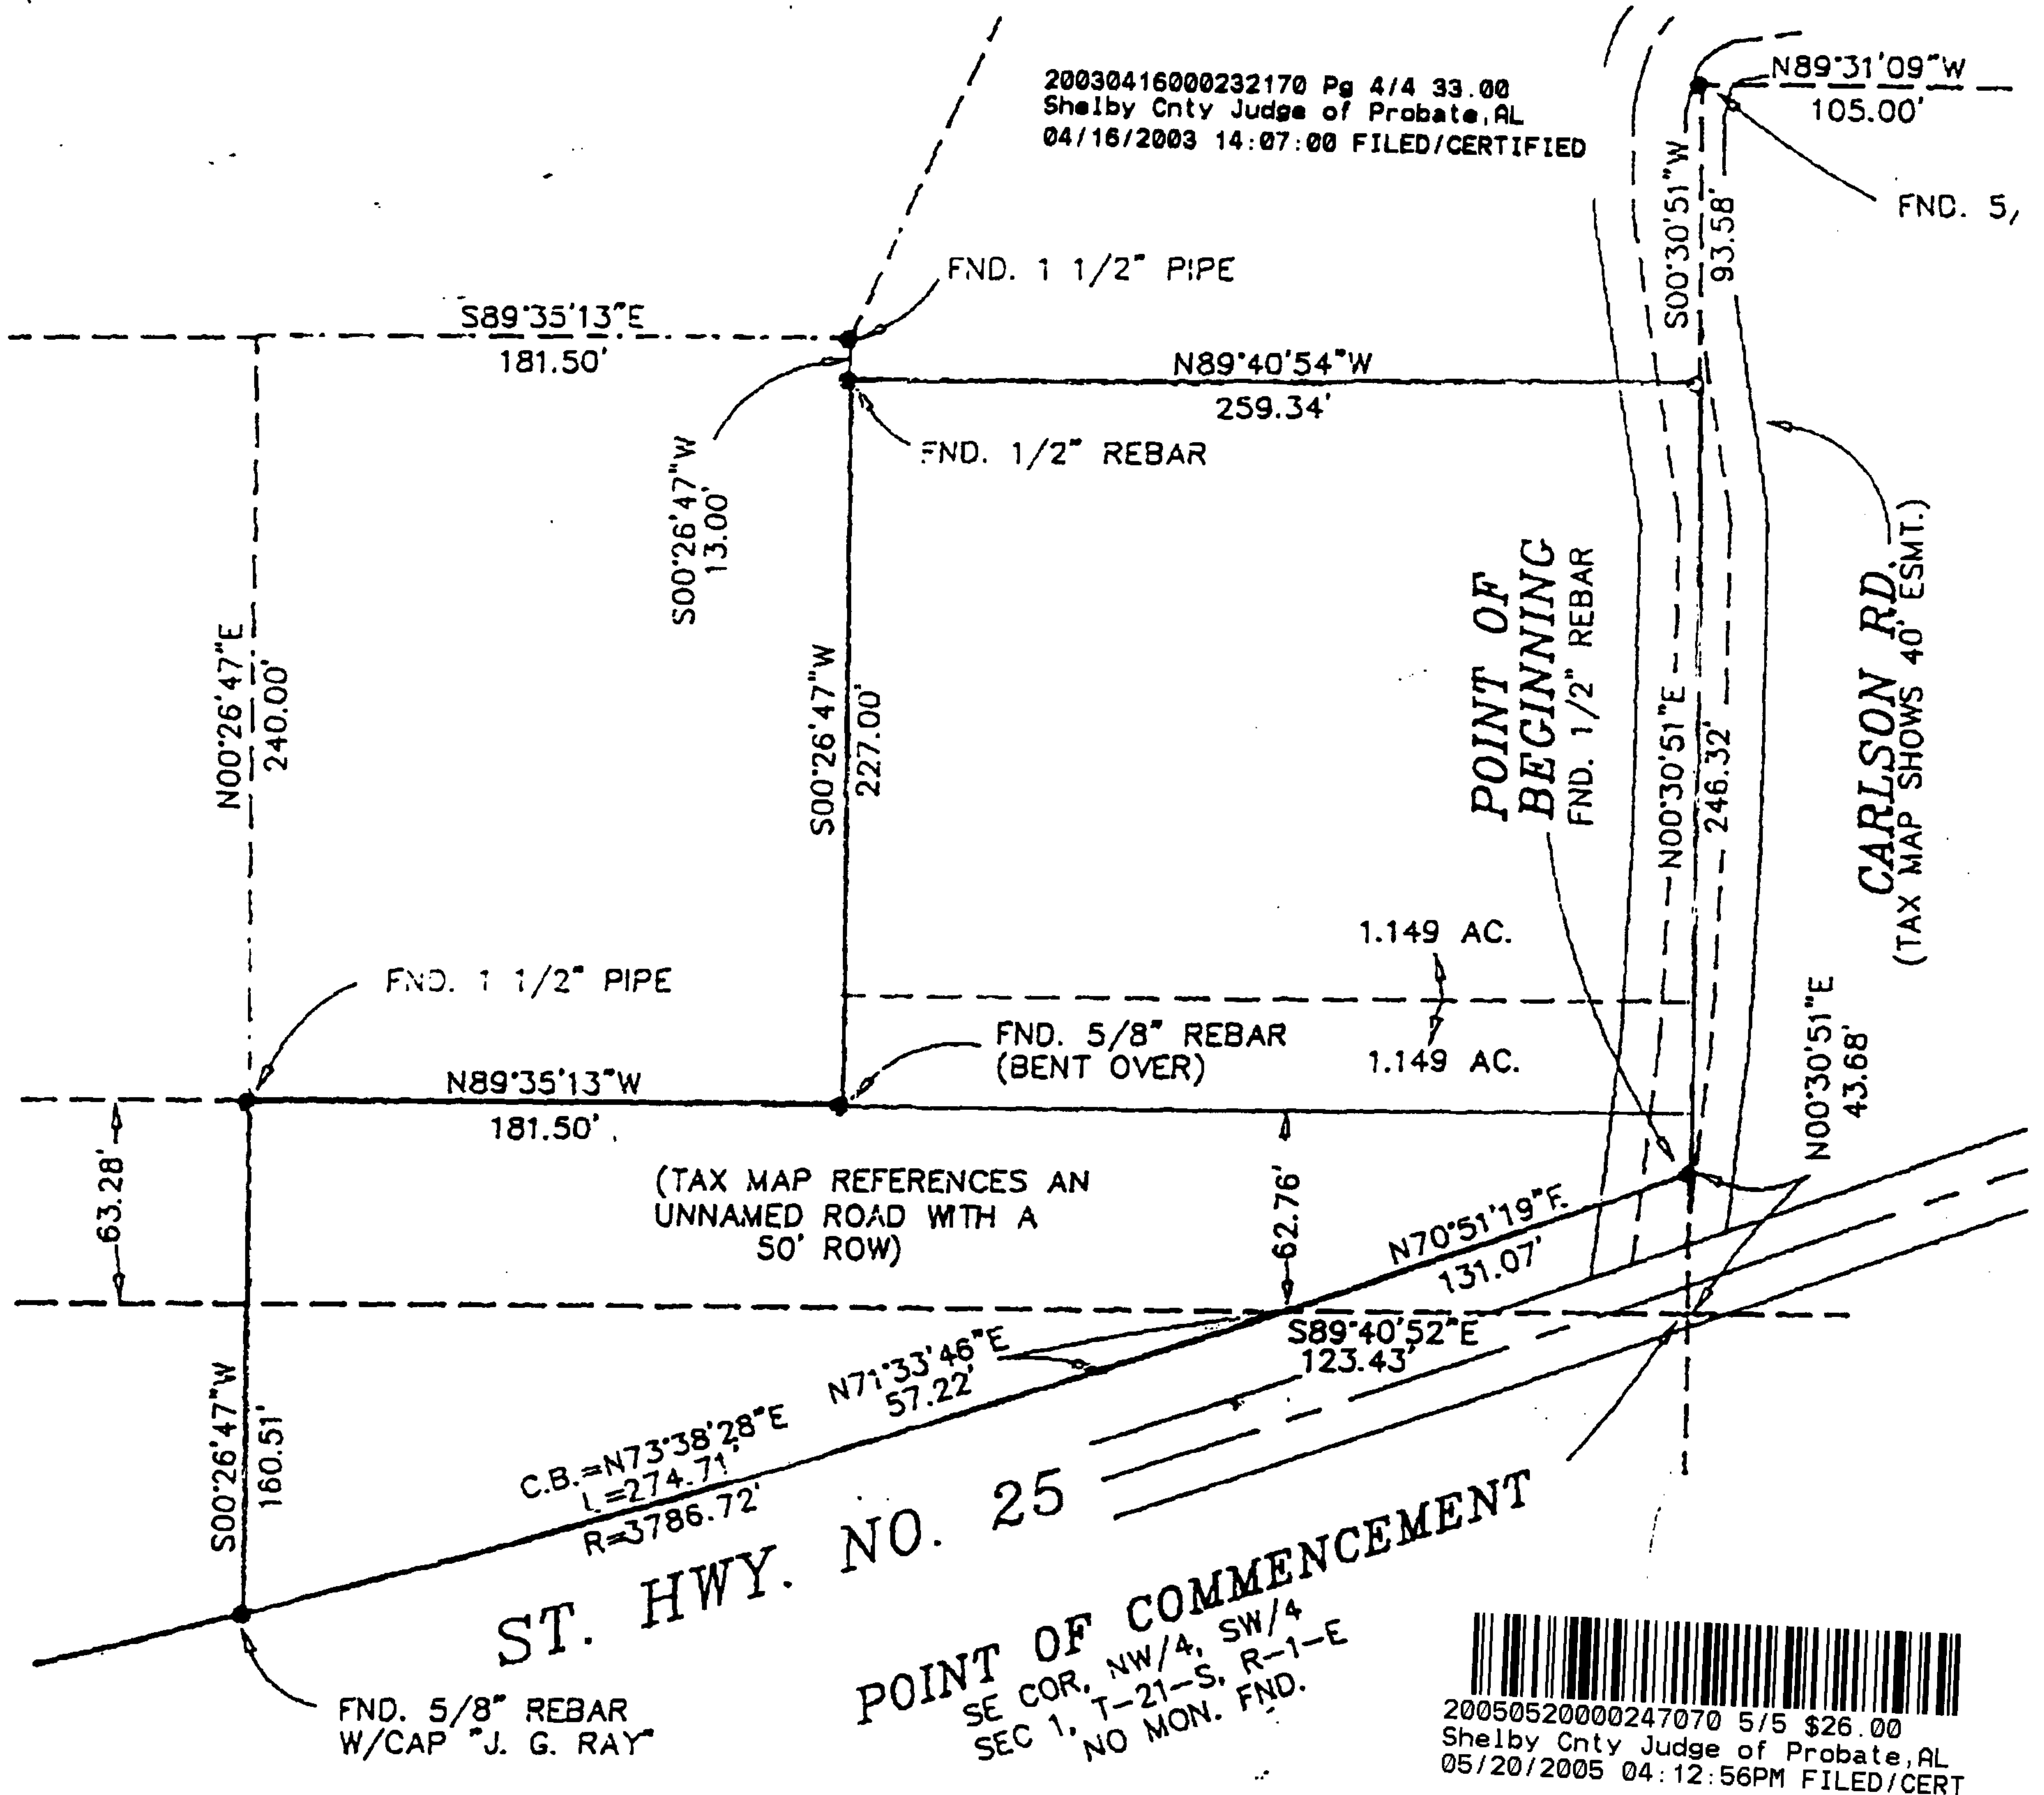 20030416000232170 Pg 4/4 33.00
Shelby Cnty Judge of Probate,AL
04/16/2003 14:07:00 FILED/CERTIFIED
N89°31'09"W
105.00'
FND. 5/
S00°30'51"W
93.58'
FND. 1 1/2" PIPE
S89°35'13"E
181.50'
N89°40'54"W
259.34'
FND. 1/2" REBAR
S00°26'47"W
13.00'
N00°26'47"E
240.00'
S00°26'47"W
227.00'
POINT OF
BEGINNING
FND. 1/2" REBAR
N00°30'51"E
246.32'
CARLSON RD.
(TAX MAP SHOWS 40' ESMT.)
1.149 AC.
1.149 AC.
FND. 1 1/2" PIPE
FND. 5/8" REBAR
(BENT OVER)
N00°30'51"E
43.68'
N89°35'13"W
181.50'
63.28'
(TAX MAP REFERENCES AN
UNNAMED ROAD WITH A
50' ROW)
62.76'
N70°51'19"E
131.07'
S89°40'52"E
123.43'
N71°33'46"E
57.22'
C.B.=N73°38'28"E
L=274.71'
R=3786.72'
S00°26'47"W
160.51'
ST. HWY. NO. 25
POINT OF COMMENCEMENT
SE COR, NW/4, SW/4
SEC 1, T-21-S, R-1-E
NO MON. FND.
FND. 5/8" REBAR
W/CAP "J. G. RAY"
20050520000247070 5/5 $26.00
Shelby Cnty Judge of Probate,AL
05/20/2005 04:12:56PM FILED/CERT